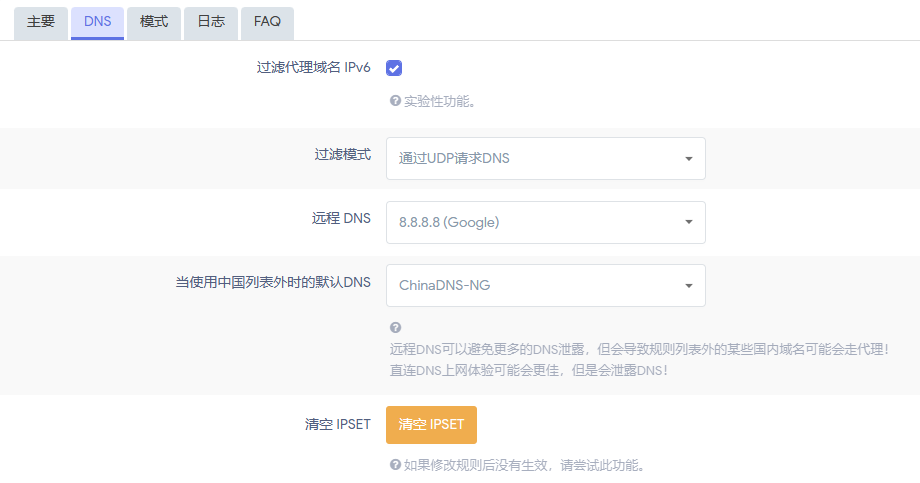 主要 DNS 模式 日志 FAQ
过滤代理域名 IPv6
实验性功能。
过滤模式 通过UDP请求DNS
远程 DNS 8.8.8.8 (Google)
当使用中国列表外时的默认DNS ChinaDNS-NG
远程DNS可以避免更多的DNS泄露，但会导致规则列表外的某些国内域名可能会走代理！
直连DNS上网体验可能会更佳，但是会泄露DNS！
清空 IPSET 清空 IPSET
如果修改规则后没有生效，请尝试此功能。